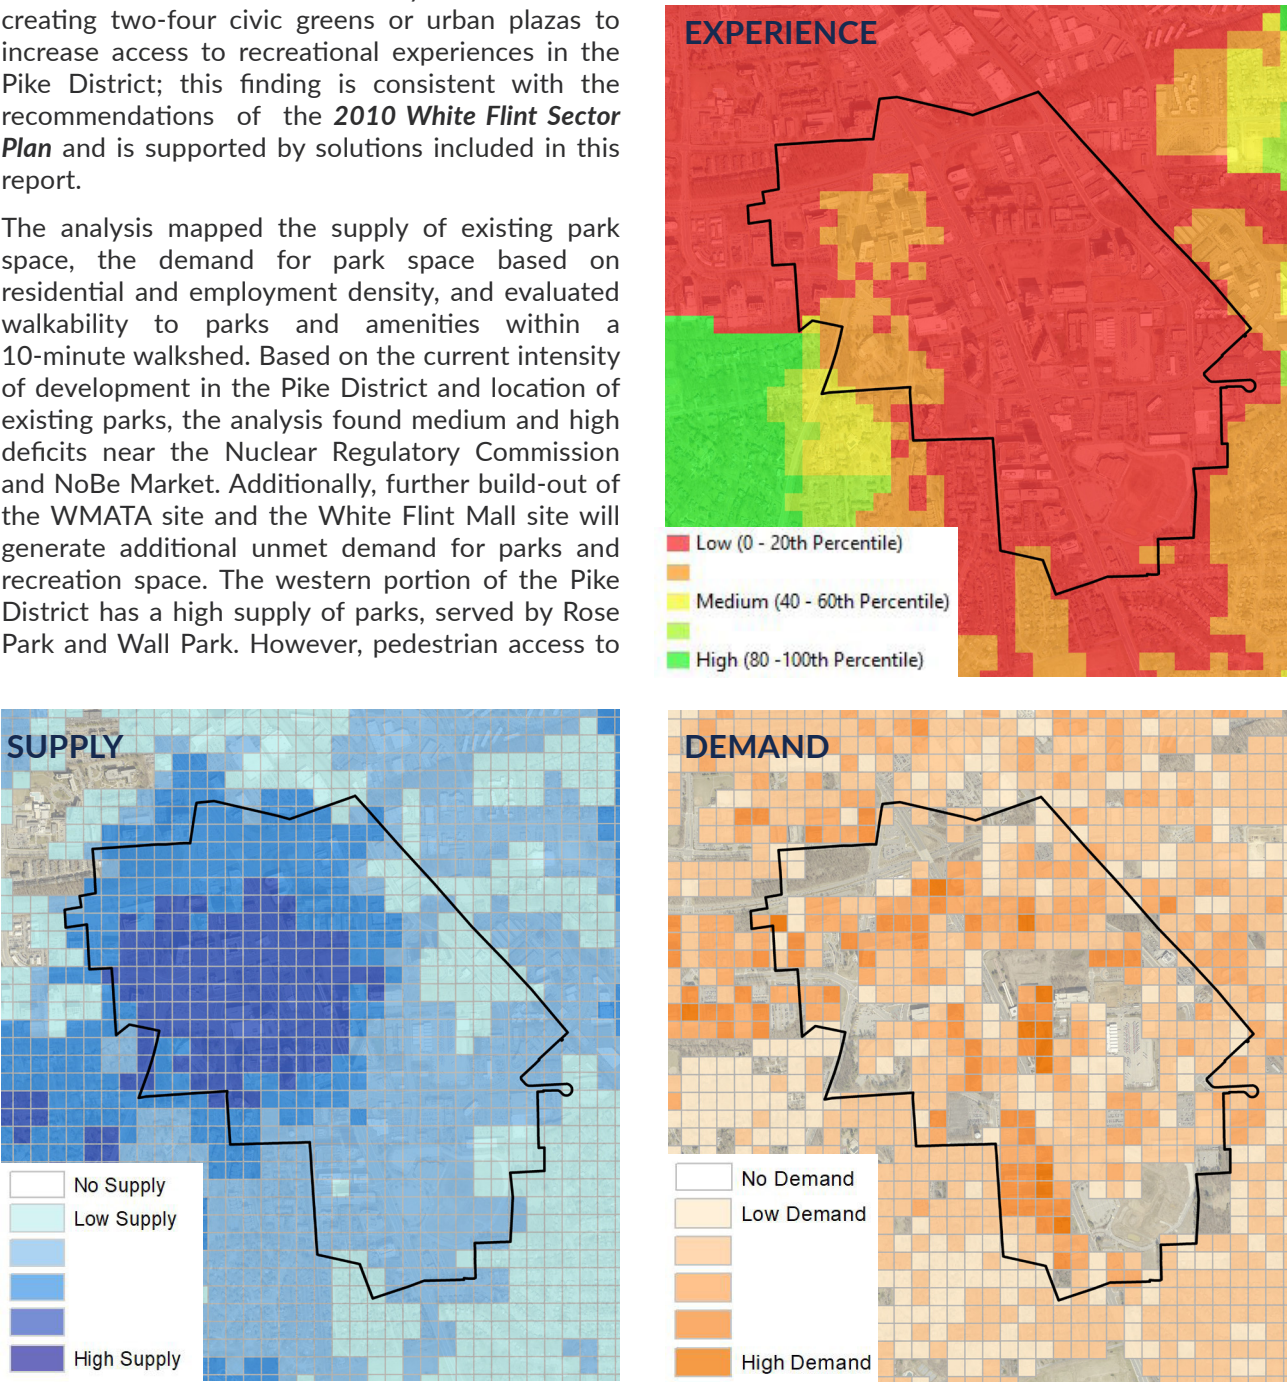 creating two-four civic greens or urban plazas to
increase access to recreational experiences in the
Pike District; this finding is consistent with the
recommendations of the 2010 White Flint Sector
Plan and is supported by solutions included in this
report.
The analysis mapped the supply of existing park
space, the demand for park space based on
residential and employment density, and evaluated
walkability to parks and amenities within a
10-minute walkshed. Based on the current intensity
of development in the Pike District and location of
existing parks, the analysis found medium and high
deficits near the Nuclear Regulatory Commission
and NoBe Market. Additionally, further build-out of
the WMATA site and the White Flint Mall site will
generate additional unmet demand for parks and
recreation space. The western portion of the Pike
District has a high supply of parks, served by Rose
Park and Wall Park. However, pedestrian access to
EXPERIENCE
Low (0 - 20th Percentile)
Medium (40 - 60th Percentile)
High (80 -100th Percentile)
SUPPLY
No Supply
Low Supply
High Supply
DEMAND
No Demand
Low Demand
High Demand